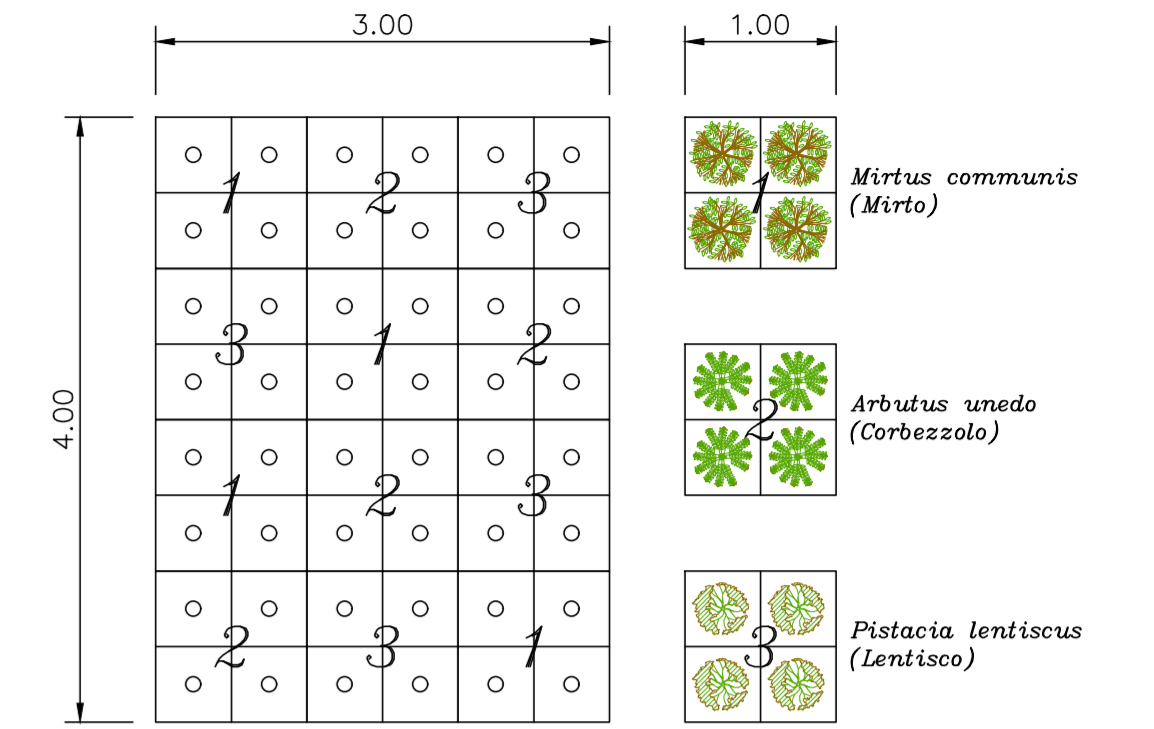 3.00
1.00
4.00
1 2 3
3 1 2
1 2 3
2 3 1
1
Mirtus communis
(Mirto)
2
Arbutus unedo
(Corbezzolo)
3
Pistacia lentiscus
(Lentisco)